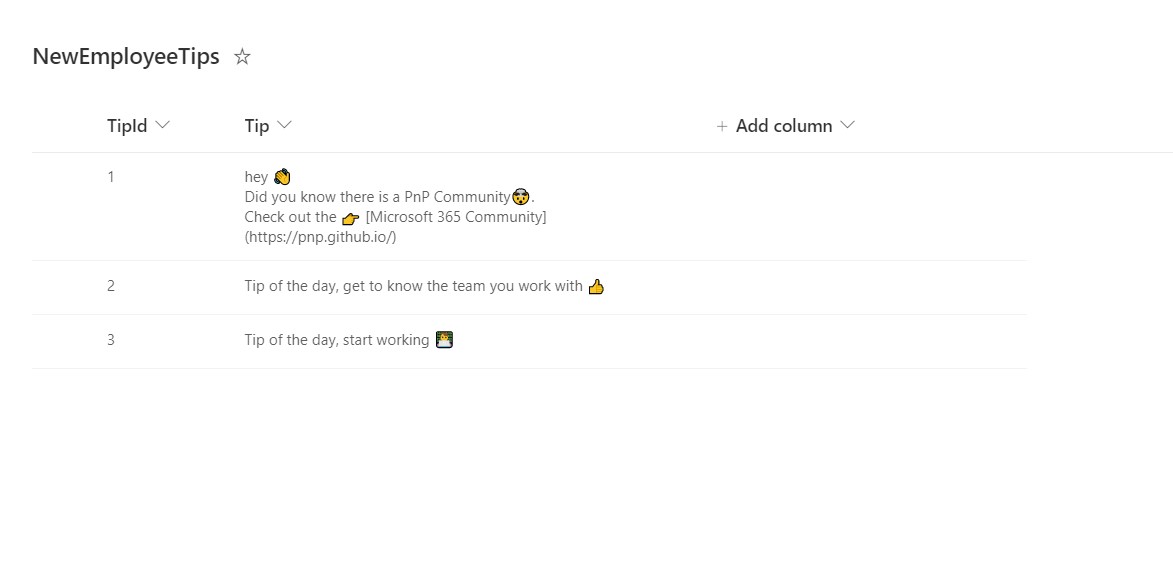 NewEmployeeTips
TipId Tip + Add column
1 hey 👋
Did you know there is a PnP Community🤯.
Check out the 👉 [Microsoft 365 Community]
(https://pnp.github.io/)
2 Tip of the day, get to know the team you work with 👍
3 Tip of the day, start working 👨‍💻